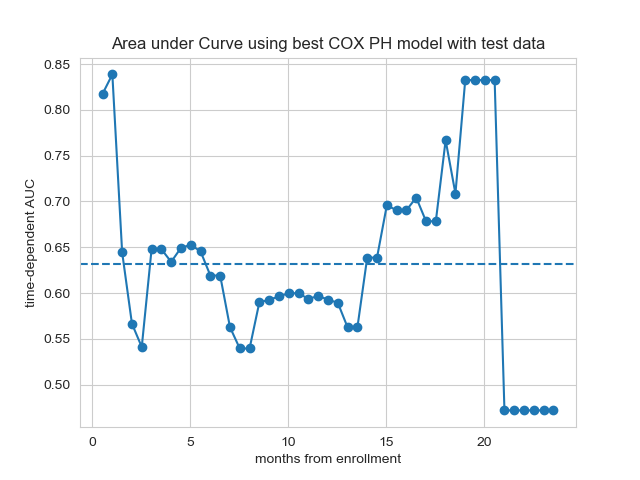 Area under Curve using best COX PH model with test data
time-dependent AUC
0.85
0.80
0.75
0.70
0.65
0.60
0.55
0.50
0 5 10 15 20
months from enrollment